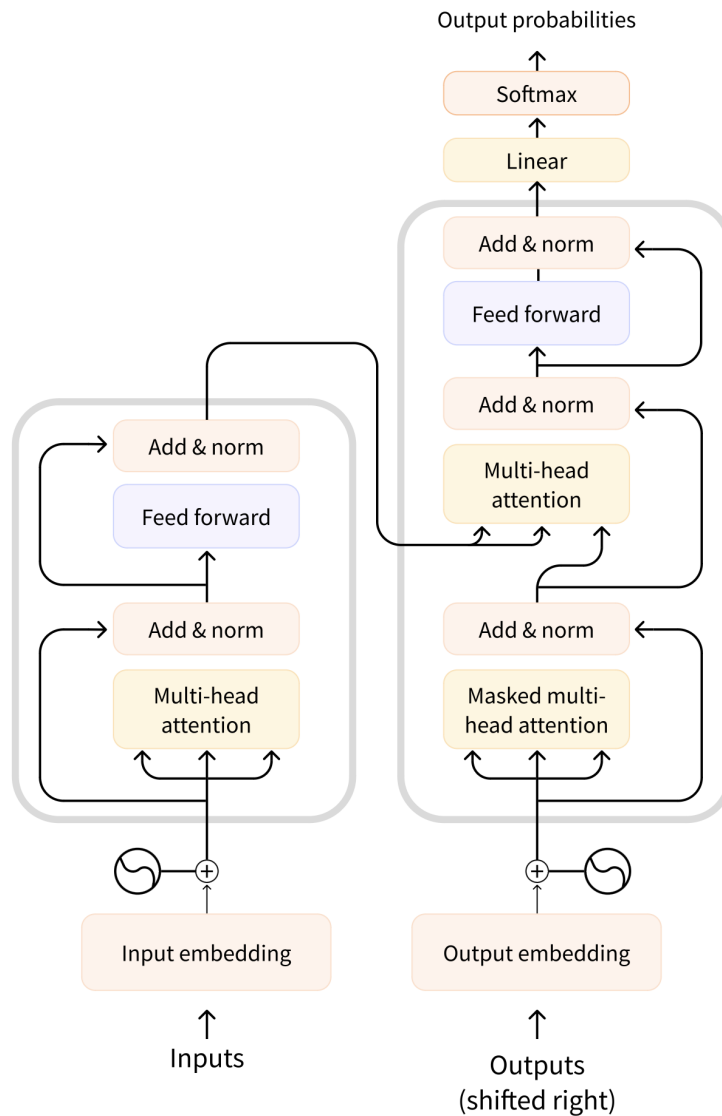 Output probabilities
Softmax
Linear
Add & norm
Feed forward
Add & norm
Multi-head
attention
Add & norm
Masked multi-
head attention
Output embedding
Outputs
(shifted right)
Add & norm
Feed forward
Add & norm
Multi-head
attention
Input embedding
Inputs